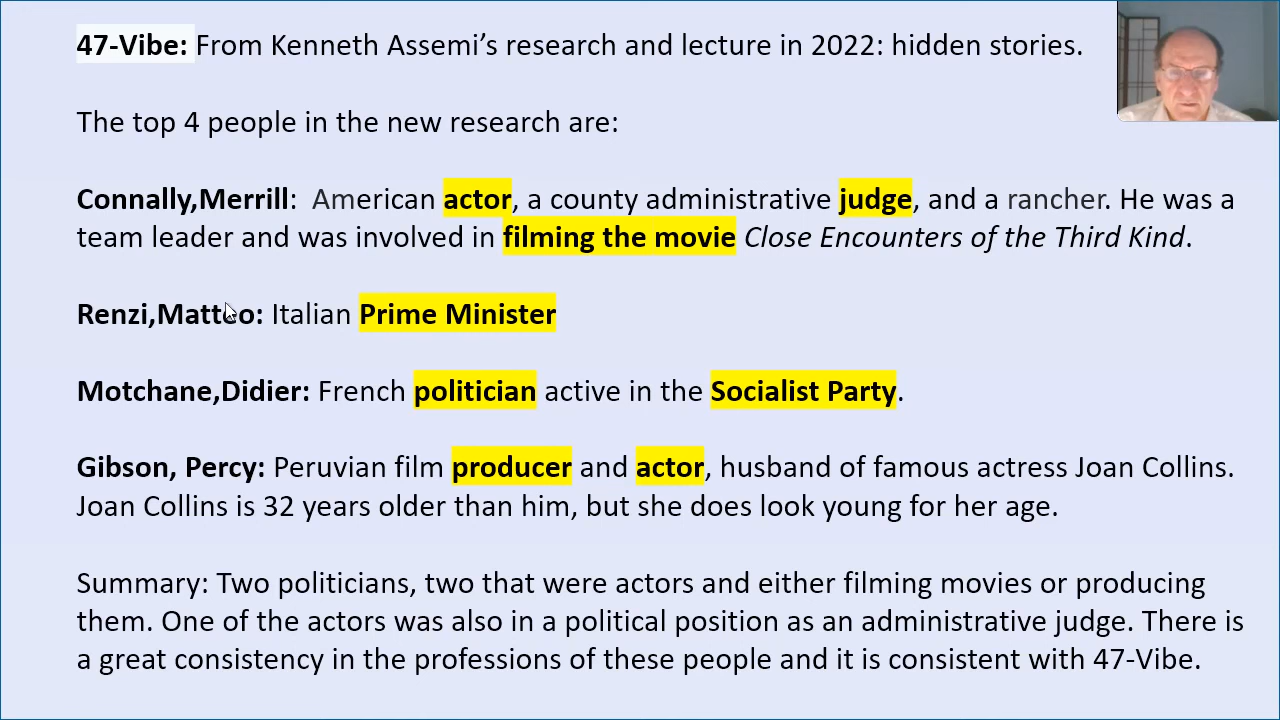 47-Vibe: From Kenneth Assemi’s research and lecture in 2022: hidden stories.
The top 4 people in the new research are:
Connally,Merrill:  American actor, a county administrative judge, and a rancher. He was a
team leader and was involved in filming the movie Close Encounters of the Third Kind.
Renzi,Matteo: Italian Prime Minister
Motchane,Didier: French politician active in the Socialist Party.
Gibson, Percy: Peruvian film producer and actor, husband of famous actress Joan Collins.
Joan Collins is 32 years older than him, but she does look young for her age.
Summary: Two politicians, two that were actors and either filming movies or producing
them. One of the actors was also in a political position as an administrative judge. There is
a great consistency in the professions of these people and it is consistent with 47-Vibe.